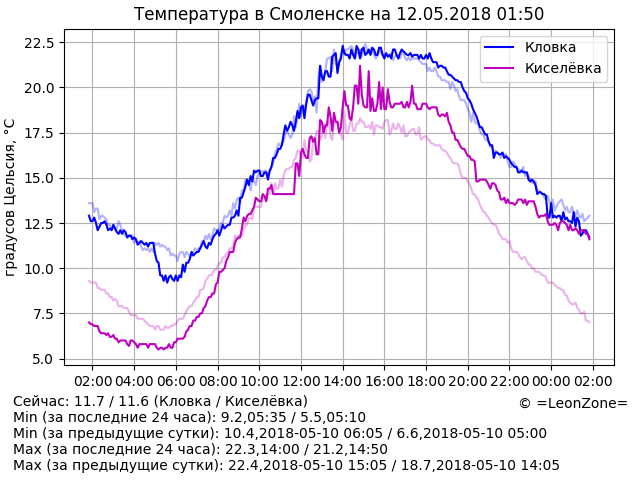 Температура в Смоленске на 12.05.2018 01:50
градусов Цельсия, °C
22.5
20.0
17.5
15.0
12.5
10.0
7.5
5.0
Кловка
Киселёвка
02:00 04:00 06:00 08:00 10:00 12:00 14:00 16:00 18:00 20:00 22:00 00:00 02:00
Сейчас: 11.7 / 11.6 (Кловка / Киселёвка)
© =LeonZone=
Min (за последние 24 часа): 9.2,05:35 / 5.5,05:10
Min (за предыдущие сутки): 10.4,2018-05-10 06:05 / 6.6,2018-05-10 05:00
Max (за последние 24 часа): 22.3,14:00 / 21.2,14:50
Max (за предыдущие сутки): 22.4,2018-05-10 15:05 / 18.7,2018-05-10 14:05